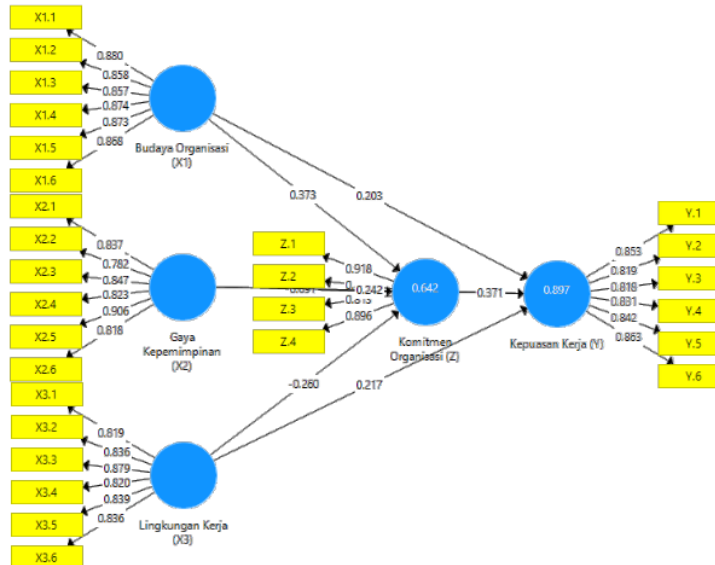 X1.1
X1.2
X1.3
X1.4
X1.5
X1.6
0.880
0.858
0.857
0.874
0.873
0.868
Budaya Organisasi
(X1)
0.373
0.203
X2.1
X2.2
X2.3
X2.4
X2.5
X2.6
0.837
0.782
0.847
0.823
0.906
0.818
Gaya
Kepemimpinan
(X2)
0.242
Z.1
Z.2
Z.3
Z.4
0.918
0.896
0.642
Komitmen
Organisasi (Z)
0.371
0.897
Kepuasan Kerja (Y)
0.853
0.819
0.818
0.831
0.842
0.863
Y.1
Y.2
Y.3
Y.4
Y.5
Y.6
-0.260
0.217
X3.1
X3.2
X3.3
X3.4
X3.5
X3.6
0.819
0.836
0.879
0.820
0.839
0.836
Lingkungan Kerja
(X3)